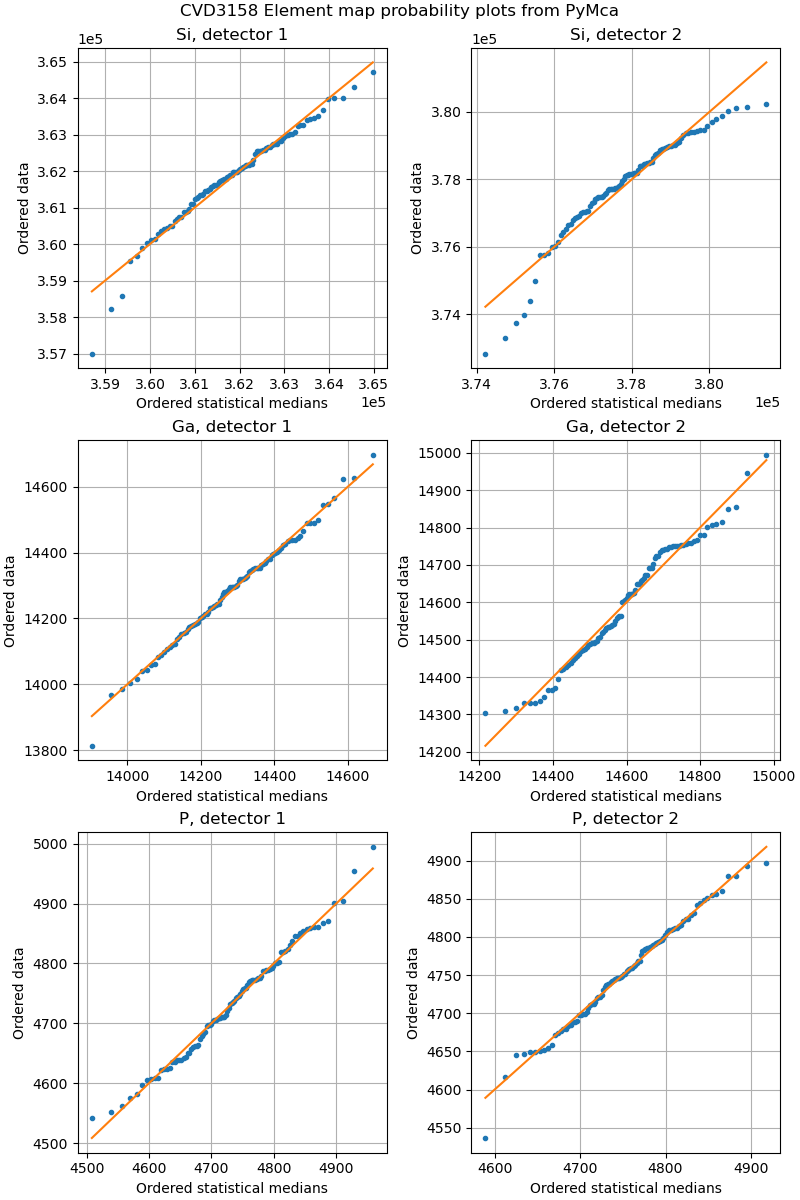 CVD3158 Element map probability plots from PyMca
Si, detector 1
1e5
3.65
3.64
3.63
3.62
3.61
3.60
3.59
3.58
3.57
Ordered data
3.59 3.60 3.61 3.62 3.63 3.64 3.65
Ordered statistical medians
1e5
Si, detector 2
1e5
3.80
3.78
3.76
3.74
Ordered data
3.74 3.76 3.78 3.80
Ordered statistical medians
1e5
Ga, detector 1
14600
14400
14200
14000
13800
Ordered data
14000 14200 14400 14600
Ordered statistical medians
Ga, detector 2
15000
14900
14800
14700
14600
14500
14400
14300
14200
Ordered data
14200 14400 14600 14800 15000
Ordered statistical medians
P, detector 1
5000
4900
4800
4700
4600
4500
Ordered data
4500 4600 4700 4800 4900
Ordered statistical medians
P, detector 2
4900
4850
4800
4750
4700
4650
4600
4550
Ordered data
4600 4700 4800 4900
Ordered statistical medians